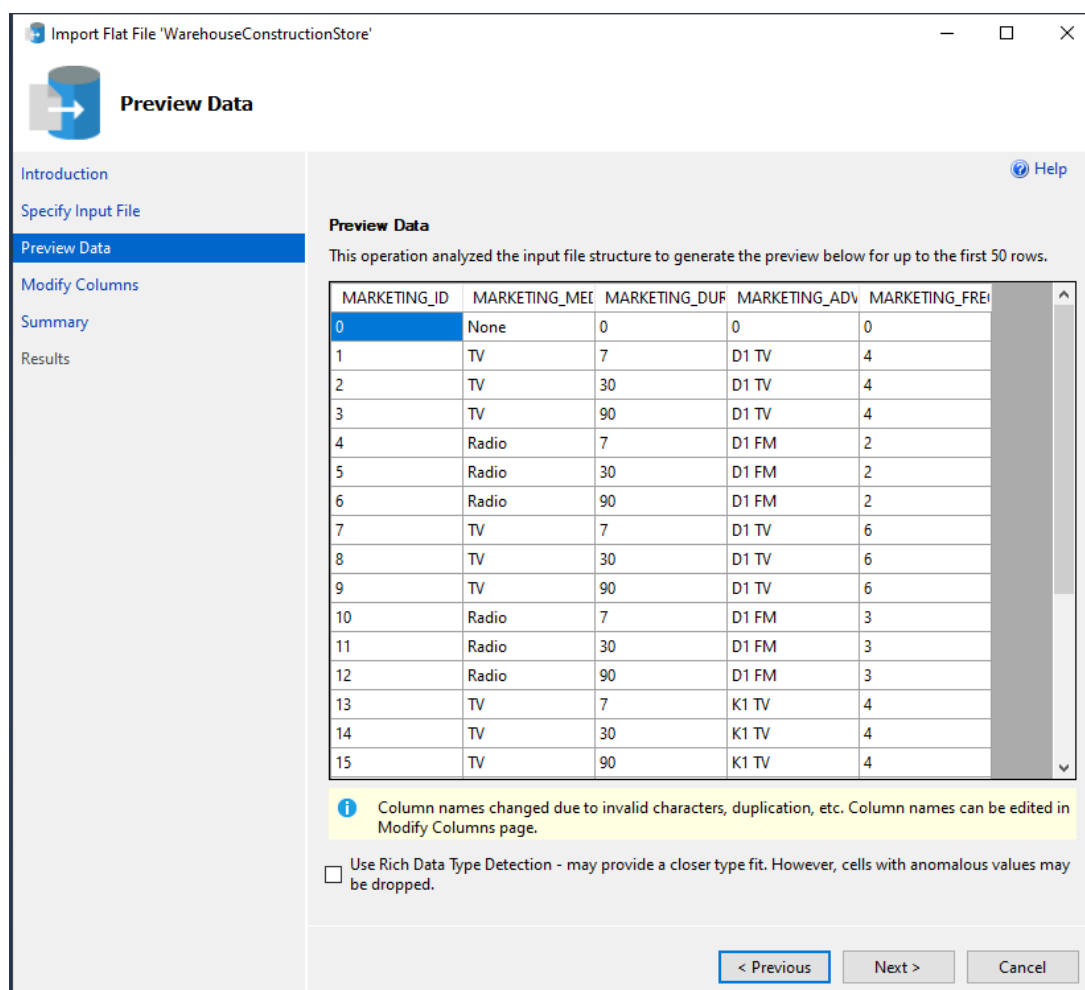 Import Flat File 'WarehouseConstructionStore'
Preview Data
Introduction
Specify Input File
Preview Data
Modify Columns
Summary
Results
Help
Preview Data
This operation analyzed the input file structure to generate the preview below for up to the first 50 rows.
MARKETING_ID MARKETING_MED MARKETING_DUR MARKETING_ADV MARKETING_FREQ
0 None 0 0 0
1 TV 7 D1 TV 4
2 TV 30 D1 TV 4
3 TV 90 D1 TV 4
4 Radio 7 D1 FM 2
5 Radio 30 D1 FM 2
6 Radio 90 D1 FM 2
7 TV 7 D1 TV 6
8 TV 30 D1 TV 6
9 TV 90 D1 TV 6
10 Radio 7 D1 FM 3
11 Radio 30 D1 FM 3
12 Radio 90 D1 FM 3
13 TV 7 K1 TV 4
14 TV 30 K1 TV 4
15 TV 90 K1 TV 4
Column names changed due to invalid characters, duplication, etc. Column names can be edited in
Modify Columns page.
Use Rich Data Type Detection - may provide a closer type fit. However, cells with anomalous values may
be dropped.
< Previous Next > Cancel